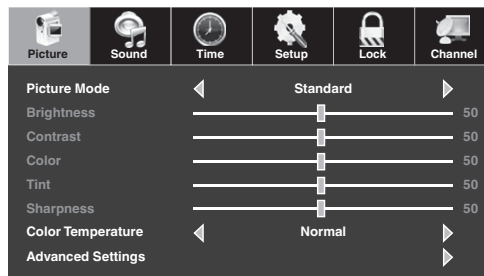 Picture Sound Time Setup Lock Channel
Picture Mode Standard
Brightness 50
Contrast 50
Color 50
Tint 50
Sharpness 50
Color Temperature Normal
Advanced Settings